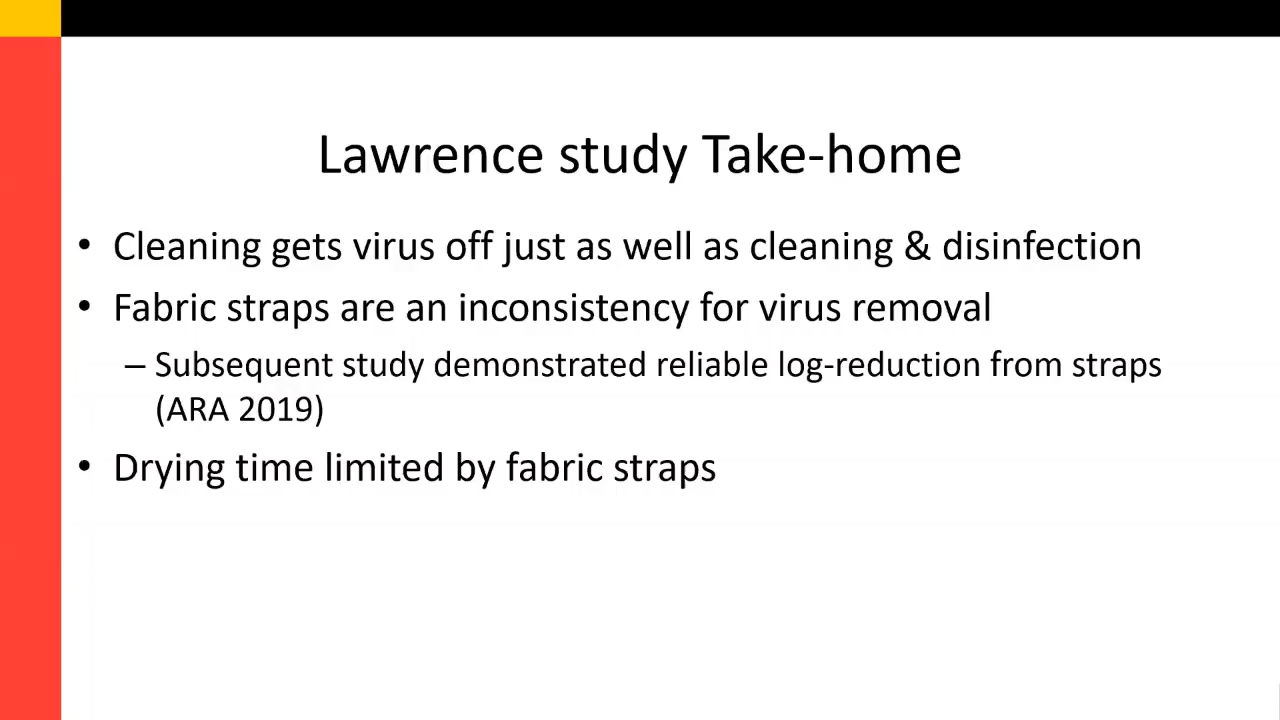 Lawrence study Take-home
• Cleaning gets virus off just as well as cleaning & disinfection
• Fabric straps are an inconsistency for virus removal
– Subsequent study demonstrated reliable log-reduction from straps
(ARA 2019)
• Drying time limited by fabric straps